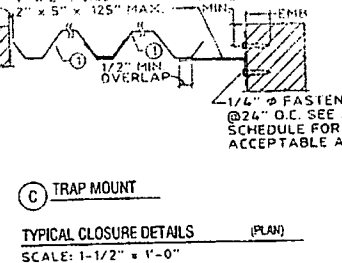 2" x 5" x .125" MAX.
MIN.
EMB
1
1
1/2" MIN.
OVERLAP
1/4" φ FASTEN
@24" O.C. SEE
SCHEDULE FOR
ACCEPTABLE A
C TRAP MOUNT
TYPICAL CLOSURE DETAILS (PLAN)
SCALE: 1-1/2" = 1'-0"